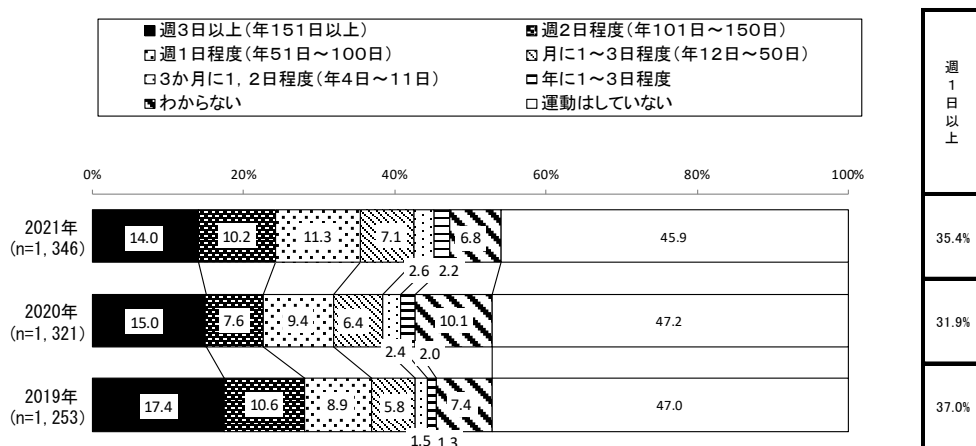 ■週3日以上(年151日以上)
週2日程度(年101日~150日)
週1日程度(年51日~100日)
月に1~3日程度(年12日~50日)
3か月に1,2日程度(年4日~11日)
年に1~3日程度
わからない
運動はしていない
週1日以上
0% 20% 40% 60% 80% 100%
2021年
(n=1,346)
14.0 10.2 11.3 7.1 2.6 2.2 6.8 45.9 35.4%
2020年
(n=1,321)
15.0 7.6 9.4 6.4 2.4 2.0 10.1 47.2 31.9%
2019年
(n=1,253)
17.4 10.6 8.9 5.8 1.5 1.3 7.4 47.0 37.0%